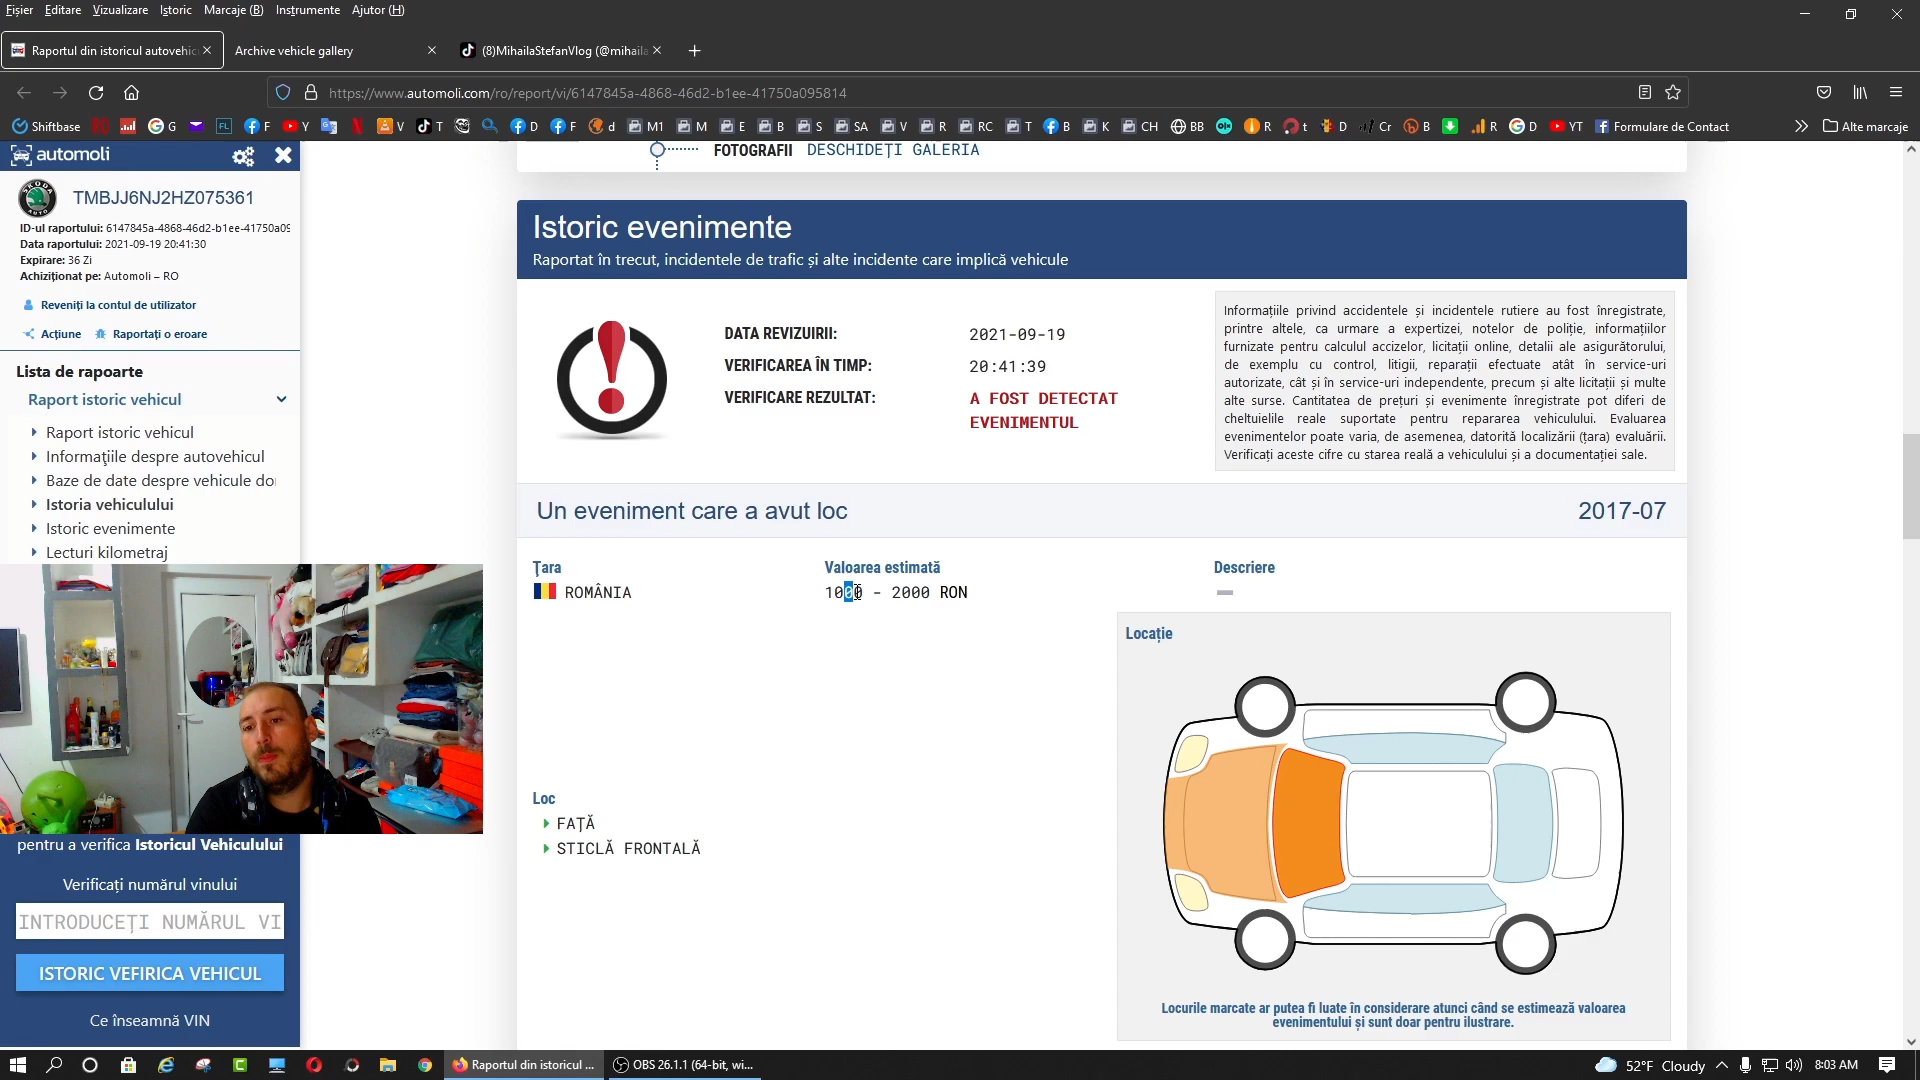 Fișier Editare Vizualizare Istoric Marcaje (B) Instrumente Ajutor (H)
Raportul din istoricul autovehic
Archive vehicle gallery
(8)MihailaStefanVlog (@mihaila
https://www.automoli.com/ro/report/vi/6147845a-4868-46d2-b1ee-41750a095814
Shiftbase G FL F Y V T D F d M1 M E B S SA V R RC T B K CH BB R t D Cr B R D YT Formulare de Contact Alte marcaje
automoli
TMBJJ6NJ2HZ075361
ID-ul raportului: 6147845a-4868-46d2-b1ee-41750a09
Data raportului: 2021-09-19 20:41:30
Expirare: 36 Zi
Achiziționat pe: Automoli – RO
Reveniți la contul de utilizator
Acțiune Raportați o eroare
Lista de rapoarte
Raport istoric vehicul
Raport istoric vehicul
Informațiile despre autovehicul
Baze de date despre vehicule do
Istoria vehiculului
Istoric evenimente
Lecturi kilometraj
pentru a verifica Istoricul Vehiculului
Verificați numărul vinului
INTRODUCEȚI NUMĂRUL VI
ISTORIC VEFIRICA VEHICUL
Ce înseamnă VIN
FOTOGRAFII DESCHIDEȚI GALERIA
Istoric evenimente
Raportat în trecut, incidentele de trafic și alte incidente care implică vehicule
DATA REVIZUIRII: 2021-09-19
VERIFICAREA ÎN TIMP: 20:41:39
VERIFICARE REZULTAT: A FOST DETECTAT
EVENIMENTUL
Informațiile privind accidentele și incidentele rutiere au fost înregistrate,
printre altele, ca urmare a expertizei, notelor de poliție, informațiilor
furnizate pentru calculul accizelor, licitații online, detalii ale asigurătorului,
de exemplu cu control, litigii, reparații efectuate atât în service-uri
autorizate, cât și în service-uri independente, precum și alte licitații și multe
alte surse. Cantitatea de prețuri și evenimente înregistrate pot diferi de
cheltuielile reale suportate pentru repararea vehiculului. Evaluarea
evenimentelor poate varia, de asemenea, datorită localizării (țara) evaluării.
Verificați aceste cifre cu starea reală a vehiculului și a documentației sale.
Un eveniment care a avut loc 2017-07
Țara Valoarea estimată Descriere
ROMÂNIA 1000 - 2000 RON
Locație
Loc
FAȚĂ
STICLĂ FRONTALĂ
Locurile marcate ar putea fi luate în considerare atunci când se estimează valoarea
evenimentului și sunt doar pentru ilustrare.
Raportul din istoricul ... OBS 26.1.1 (64-bit, wi... 52°F Cloudy 8:03 AM